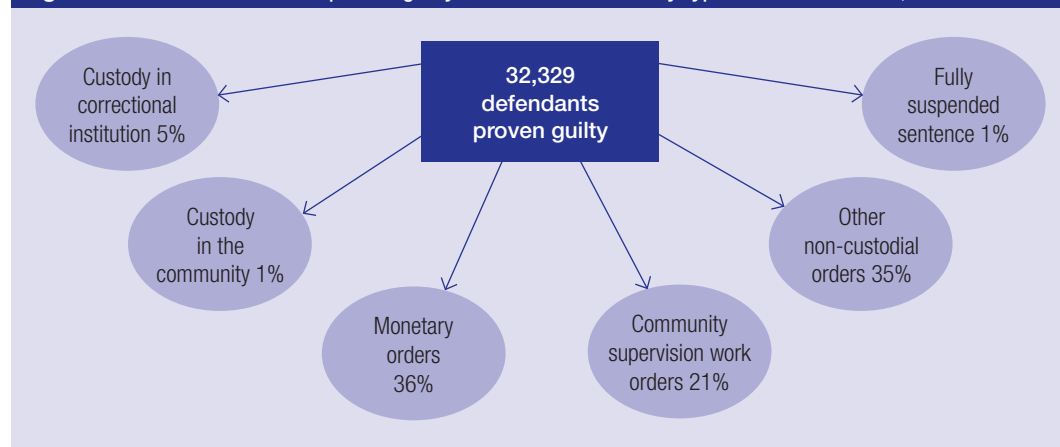 32,329
defendants
proven guilty
Custody in
correctional
institution 5%
Custody
in the
community 1%
Monetary
orders
36%
Community
supervision work
orders 21%
Other
non-custodial
orders 35%
Fully
suspended
sentence 1%